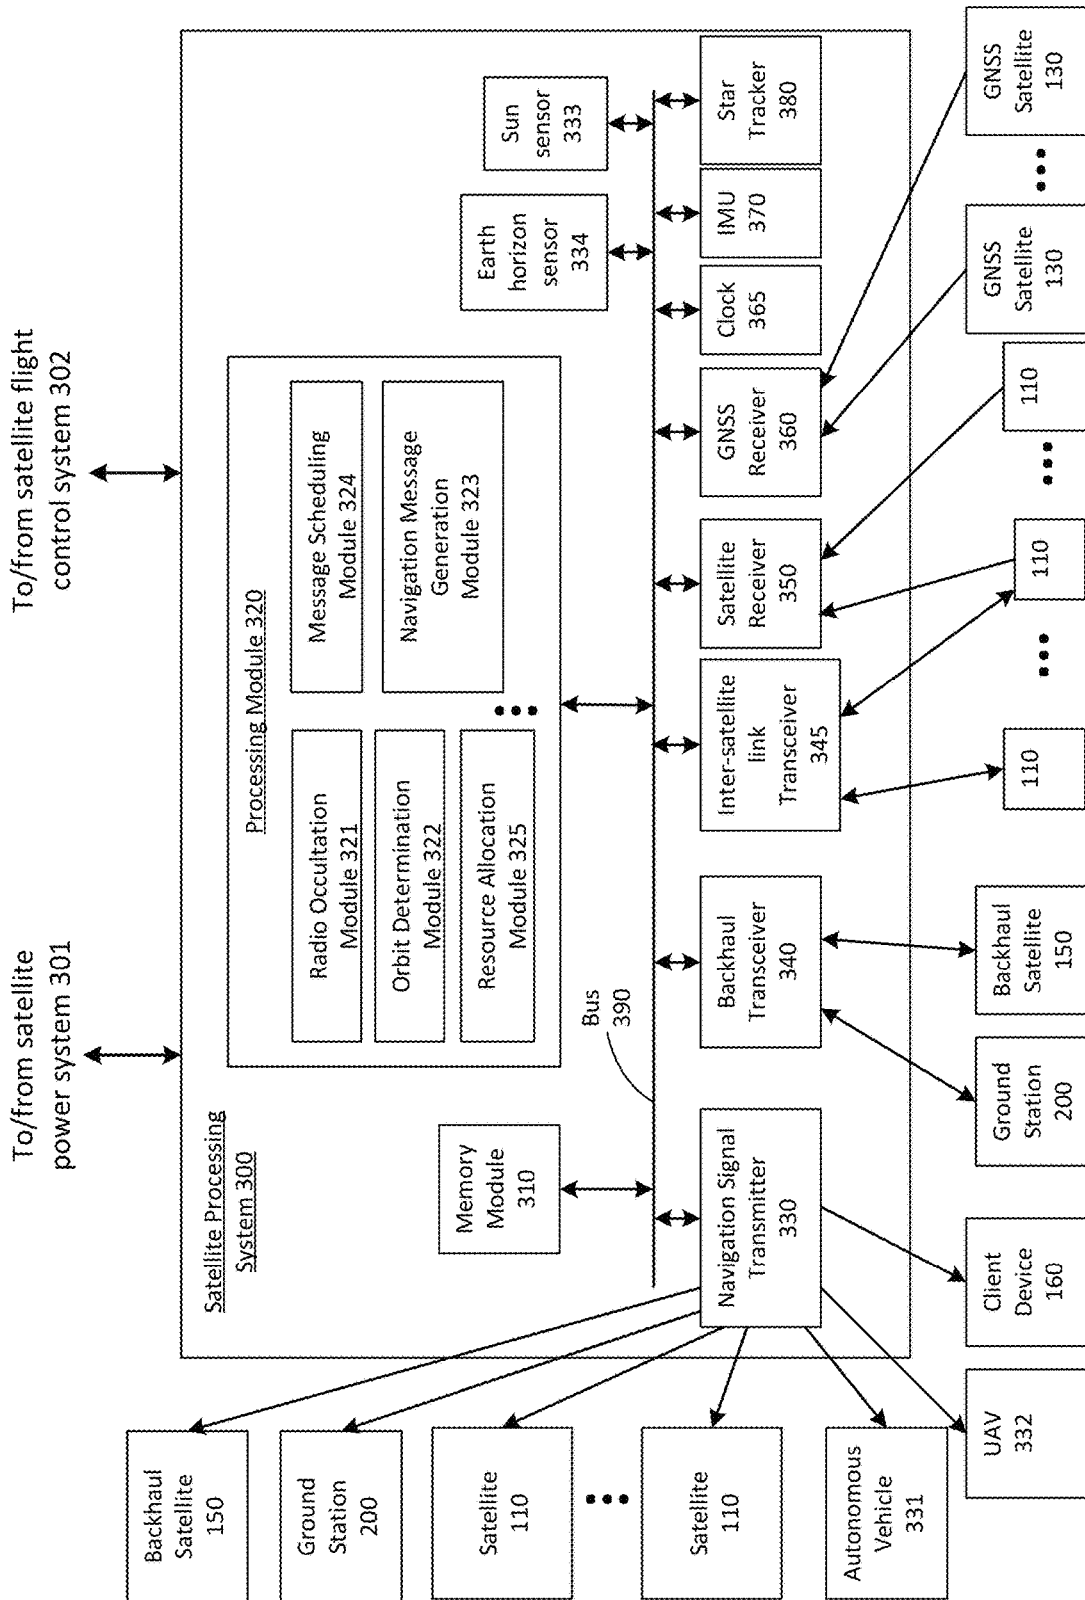 To/from satellite
power system 301
To/from satellite flight
control system 302
Satellite Processing
System 300
Processing Module 320
Radio Occultation
Module 321
Orbit Determination
Module 322
Resource Allocation
Module 325
Message Scheduling
Module 324
Navigation Message
Generation
Module 323
Memory
Module
310
Earth
horizon
sensor
334
Sun
sensor
333
Bus
390
Navigation Signal
Transmitter
330
Backhaul
Transceiver
340
Inter-satellite
link
Transceiver
345
Satellite
Receiver
350
GNSS
Receiver
360
Clock
365
IMU
370
Star
Tracker
380
Backhaul
Satellite
150
Ground
Station
200
Satellite
110
Satellite
110
Autonomous
Vehicle
331
UAV
332
Client
Device
160
Ground
Station
200
Backhaul
Satellite
150
110
110
110
GNSS
Satellite
130
GNSS
Satellite
130